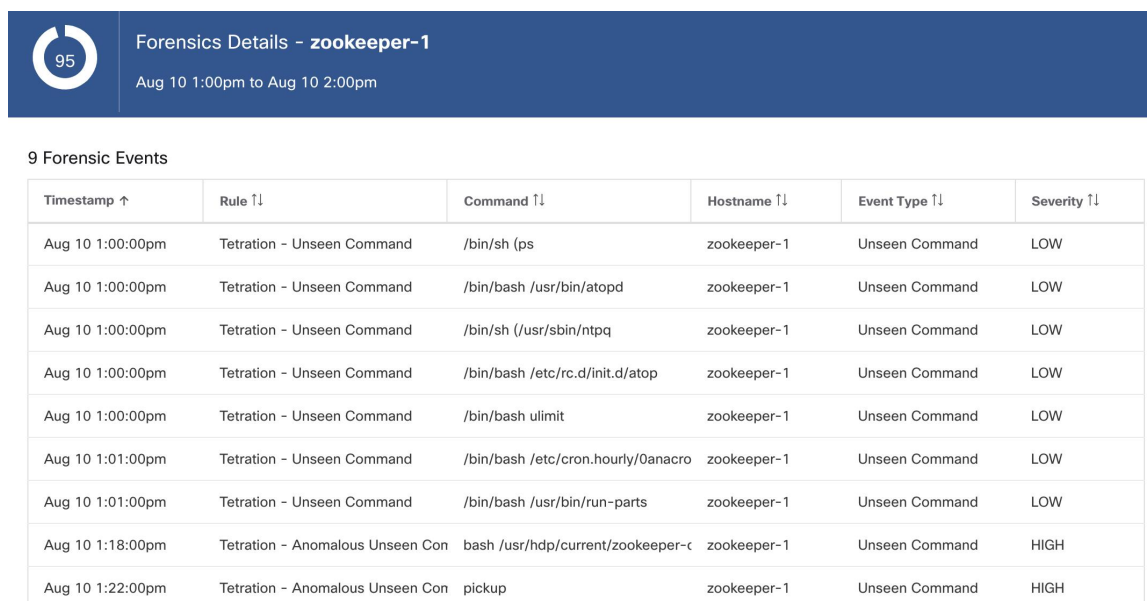 95
Forensics Details - zookeeper-1
Aug 10 1:00pm to Aug 10 2:00pm
9 Forensic Events
Timestamp ↑ Rule ↑↓ Command ↑↓ Hostname ↑↓ Event Type ↑↓ Severity ↑↓
Aug 10 1:00:00pm Tetration - Unseen Command /bin/sh (ps zookeeper-1 Unseen Command LOW
Aug 10 1:00:00pm Tetration - Unseen Command /bin/bash /usr/bin/atopd zookeeper-1 Unseen Command LOW
Aug 10 1:00:00pm Tetration - Unseen Command /bin/sh (/usr/sbin/ntpq zookeeper-1 Unseen Command LOW
Aug 10 1:00:00pm Tetration - Unseen Command /bin/bash /etc/rc.d/init.d/atop zookeeper-1 Unseen Command LOW
Aug 10 1:00:00pm Tetration - Unseen Command /bin/bash ulimit zookeeper-1 Unseen Command LOW
Aug 10 1:01:00pm Tetration - Unseen Command /bin/bash /etc/cron.hourly/0anacro zookeeper-1 Unseen Command LOW
Aug 10 1:01:00pm Tetration - Unseen Command /bin/bash /usr/bin/run-parts zookeeper-1 Unseen Command LOW
Aug 10 1:18:00pm Tetration - Anomalous Unseen Con bash /usr/hdp/current/zookeeper-c zookeeper-1 Unseen Command HIGH
Aug 10 1:22:00pm Tetration - Anomalous Unseen Con pickup zookeeper-1 Unseen Command HIGH